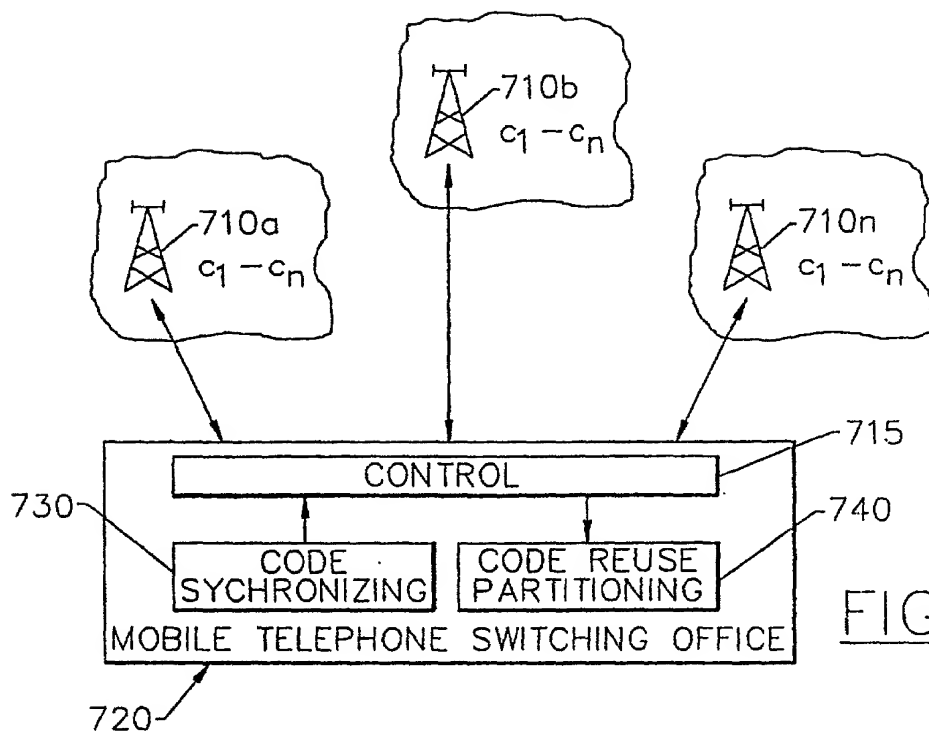 710b
c₁ – cₙ
710a
c₁ – cₙ
710n
c₁ – cₙ
715
CONTROL
730
740
CODE
SYCHRONIZING
CODE REUSE
PARTITIONING
MOBILE TELEPHONE SWITCHING OFFICE
FIG
720